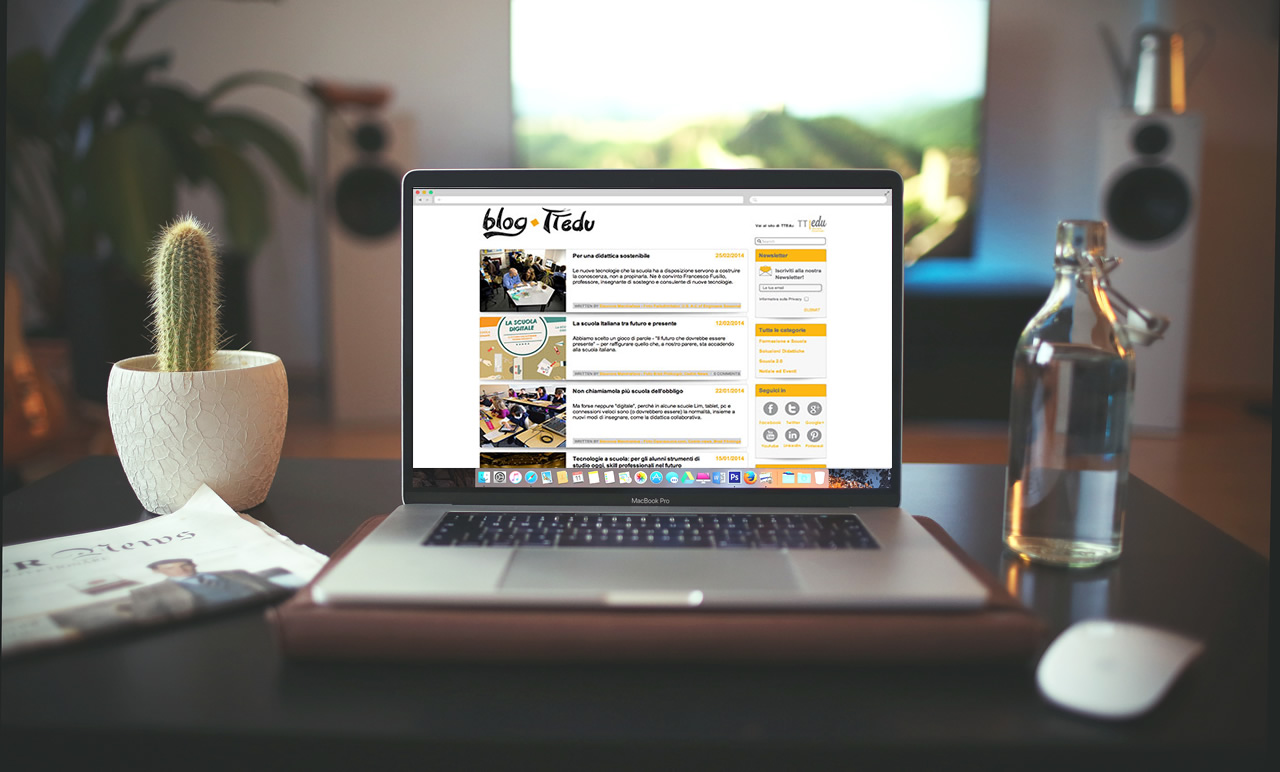 blog TTedu
Vai al sito di TTEdu
TTedu
Search
Per una didattica sostenibile
25/02/2014
Le nuove tecnologie che la scuola ha a disposizione servono a costruire
la conoscenza, non a propinarla. Ne è convinto Francesco Fusillo,
professore, insegnante di sostegno e consulente di nuove tecnologie.
WRITTEN BY
LA SCUOLA
DIGITALE
La scuola italiana tra futuro e presente
12/02/2014
Abbiamo scelto un gioco di parole - "Il futuro che dovrebbe essere
presente" – per raffigurare quello che, a nostro parere, sta accadendo
alla scuola italiana.
WRITTEN BY
5 COMMENTS
Non chiamiamola più scuola dell'obbligo
22/01/2014
Ma forse neppure "digitale", perché in alcune scuole Lim, tablet, pc e
connessioni veloci sono (o dovrebbero essere) la normalità, insieme a
nuovi modi di insegnare, come la didattica collaborativa.
WRITTEN BY
Tecnologie a scuola: per gli alunni strumenti di
studio oggi, skill professionali nel futuro
15/01/2014
Newsletter
Iscriviti alla nostra
Newsletter!
La tua email
Informativa sulla Privacy
SUBMIT
Tutte le categorie
Formazione e Scuola
Soluzioni Didattiche
Scuola 2.0
Notizie ed Eventi
Seguici in
Facebook Twitter Google+
Youtube LinkedIn Pinterest
Ps
MacBook Pro
R News